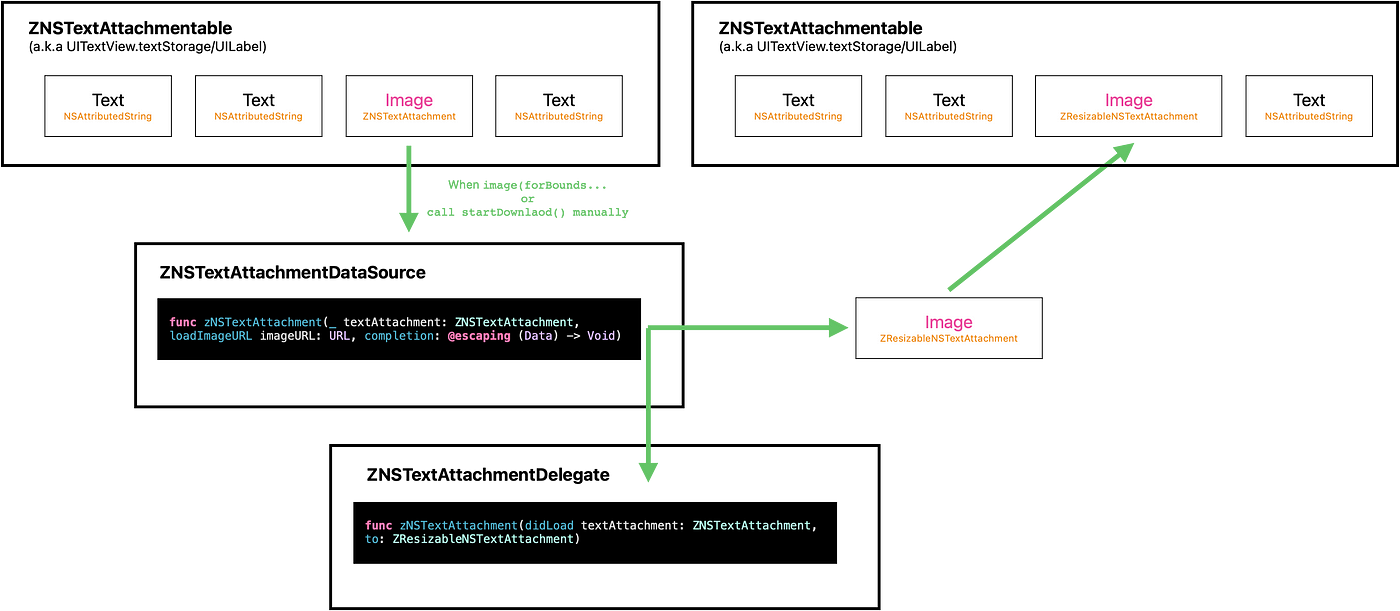 ZNSTextAttachmentable
(a.k.a UITextView.textStorage/UILabel)
Text
NSAttributedString
Text
NSAttributedString
Image
ZNSTextAttachment
Text
NSAttributedString
ZNSTextAttachmentable
(a.k.a UITextView.textStorage/UILabel)
Text
NSAttributedString
Text
NSAttributedString
Image
ZResizableNSTextAttachment
Text
NSAttributedString
When image(forBounds...
or
call startDownlaod() manually
ZNSTextAttachmentDataSource
func zNSTextAttachment(_ textAttachment: ZNSTextAttachment,
loadImageURL imageURL: URL, completion: @escaping (Data) -> Void)
Image
ZResizableNSTextAttachment
ZNSTextAttachmentDelegate
func zNSTextAttachment(didLoad textAttachment: ZNSTextAttachment,
to: ZResizableNSTextAttachment)